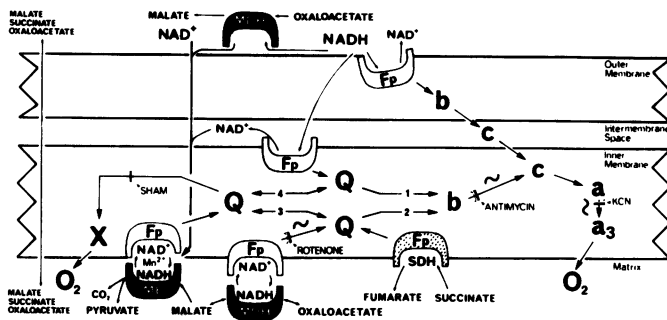 MALATE
SUCCINATE
OXALOACETATE
MALATE
OXALOACETATE
NAD⁺
NADH
NAD⁺
Fp
Outer
Membrane
b
c
Intermembrane
Space
NAD⁺
Fp
Inner
Membrane
c
SHAM
Q
4
3
Q
Q
1
2
b
~
ANTIMYCIN
a
~
KCN
a₃
~
ROTENONE
X
Fp
NAD⁺
Mn²⁺
NADH
Fp
NAD⁺
NADH
Fp
SDH
O₂
O₂
Matrix
MALATE
SUCCINATE
OXALOACETATE
CO₂
PYRUVATE
MALATE
OXALOACETATE
FUMARATE
SUCCINATE